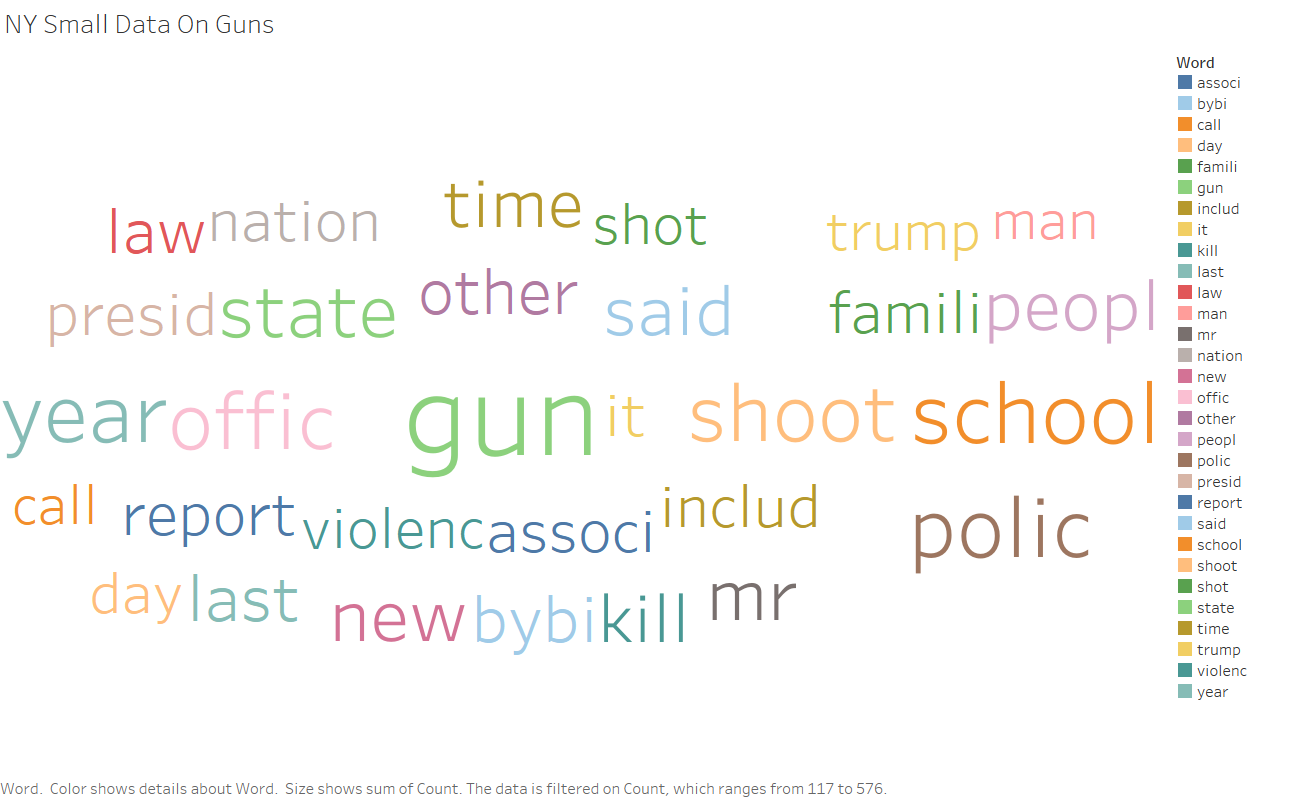 NY Small Data On Guns
law nation time shot trump man
presid state other said famili peopl
year offic gun it shoot school
call report violenc associ includ polic
day last new bybi kill mr
Word
associ
bybi
call
day
famili
gun
includ
it
kill
last
law
man
mr
nation
new
offic
other
peopl
polic
presid
report
said
school
shoot
shot
state
time
trump
violenc
year
Word.  Color shows details about Word.  Size shows sum of Count. The data is filtered on Count, which ranges from 117 to 576.